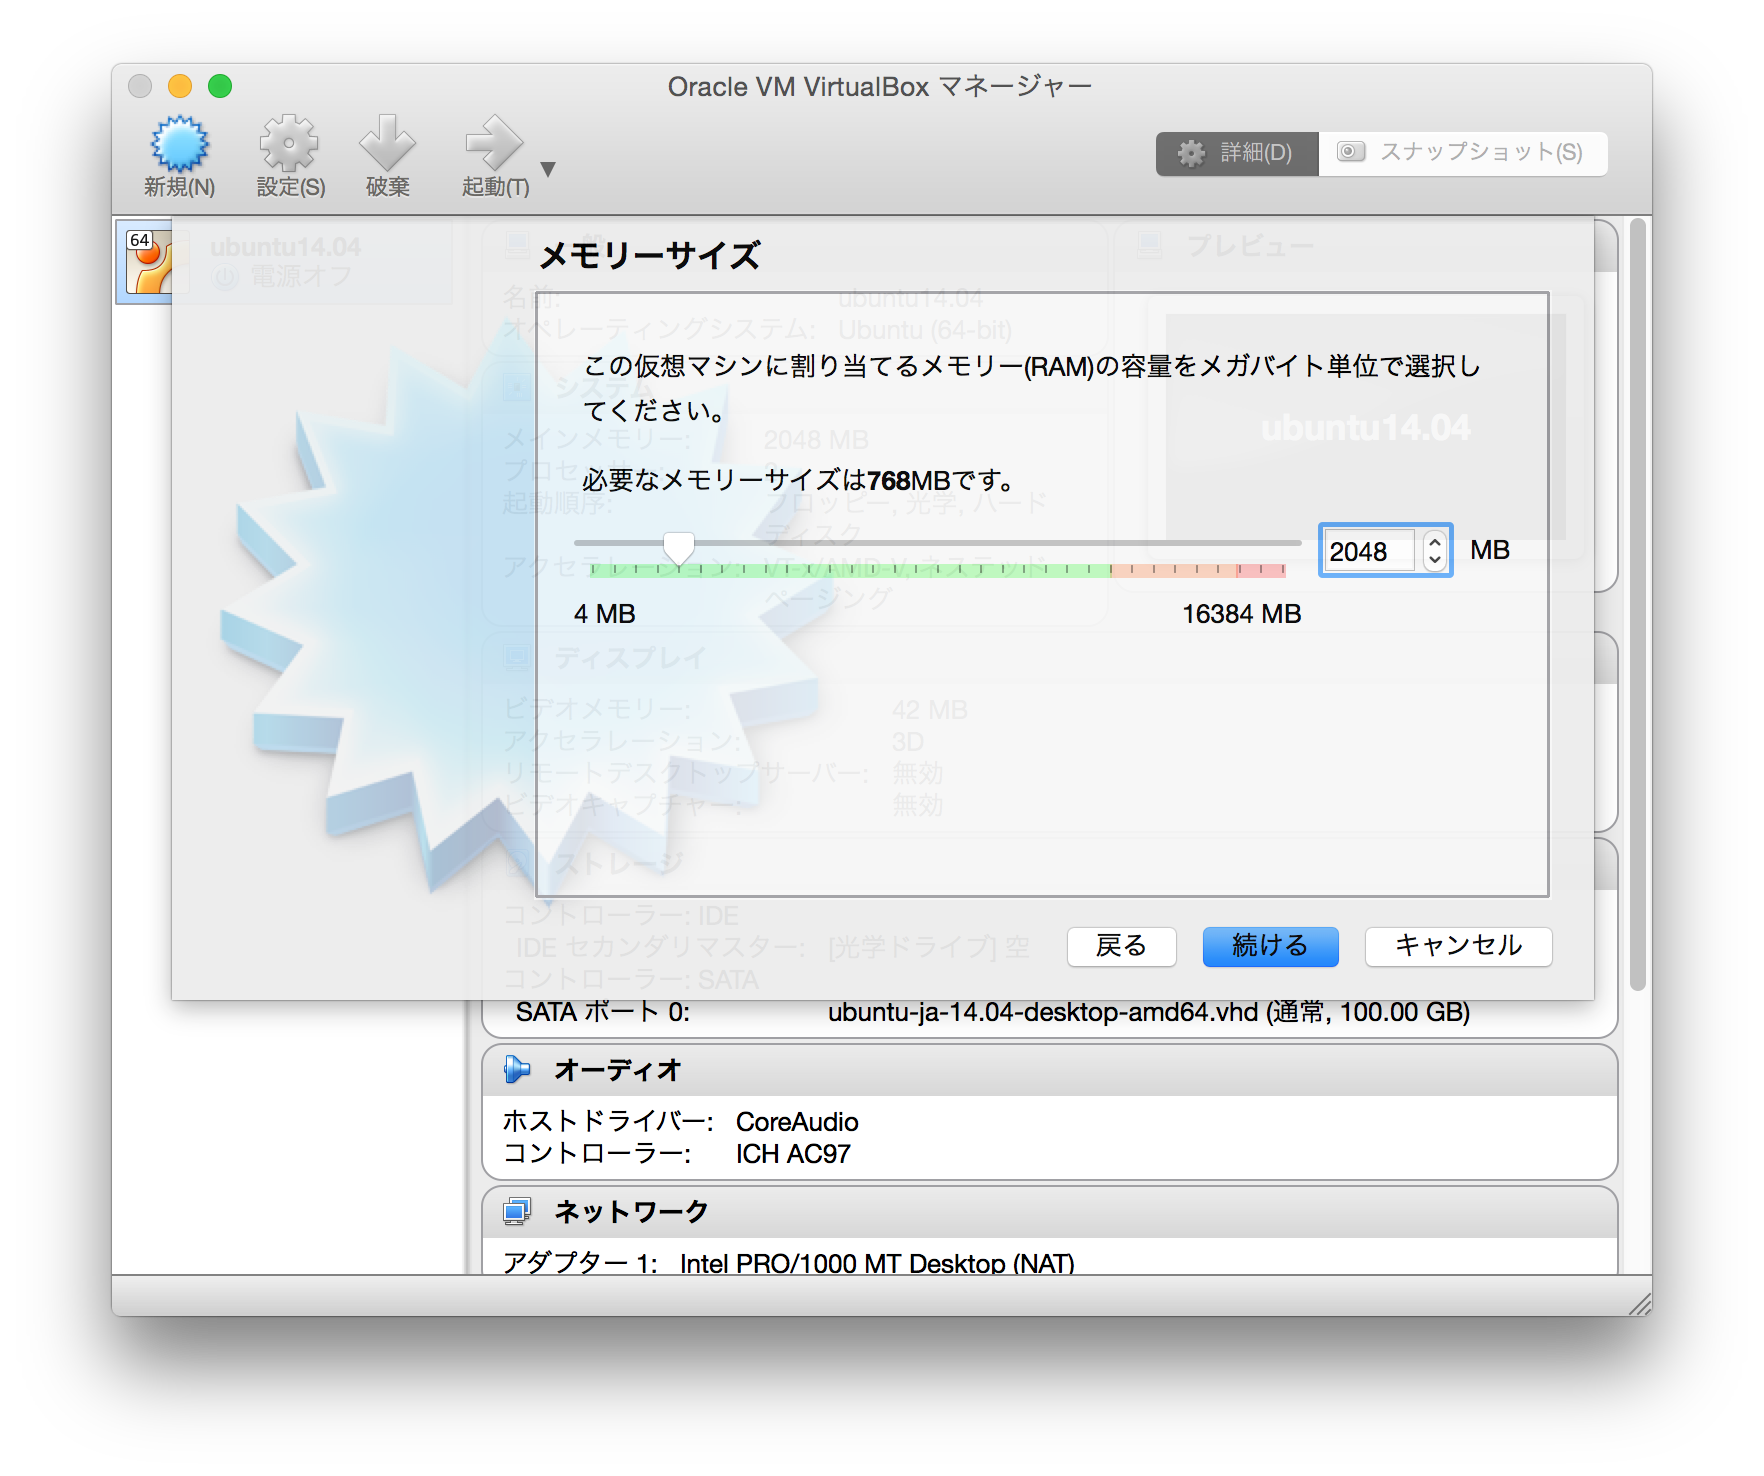 Oracle VM VirtualBox マネージャー
新規(N)
設定(S)
破棄
起動(T)
詳細(D)
スナップショット(S)
64
ubuntu14.04
電源オフ
メモリーサイズ
プレビュー
名前:
ubuntu14.04
オペレーティングシステム:
Ubuntu (64-bit)
この仮想マシンに割り当てるメモリー(RAM)の容量をメガバイト単位で選択し
てください。
システム
ubuntu14.04
メインメモリー:
2048 MB
必要なメモリーサイズは768MBです。
起動順序:
フロッピー, 光学, ハード
ディスク
2048
MB
アクセラレーション:
VT-x/AMD-V, ネステッド
ページング
4 MB
16384 MB
ディスプレイ
ビデオメモリー:
42 MB
アクセラレーション:
3D
リモートデスクトップサーバー:
無効
ビデオキャプチャー:
無効
ストレージ
コントローラー: IDE
IDE セカンダリマスター:
[光学ドライブ] 空
コントローラー: SATA
戻る
続ける
キャンセル
SATA ポート 0:
ubuntu-ja-14.04-desktop-amd64.vhd (通常, 100.00 GB)
オーディオ
ホストドライバー:
CoreAudio
コントローラー:
ICH AC97
ネットワーク
アダプター 1:
Intel PRO/1000 MT Desktop (NAT)